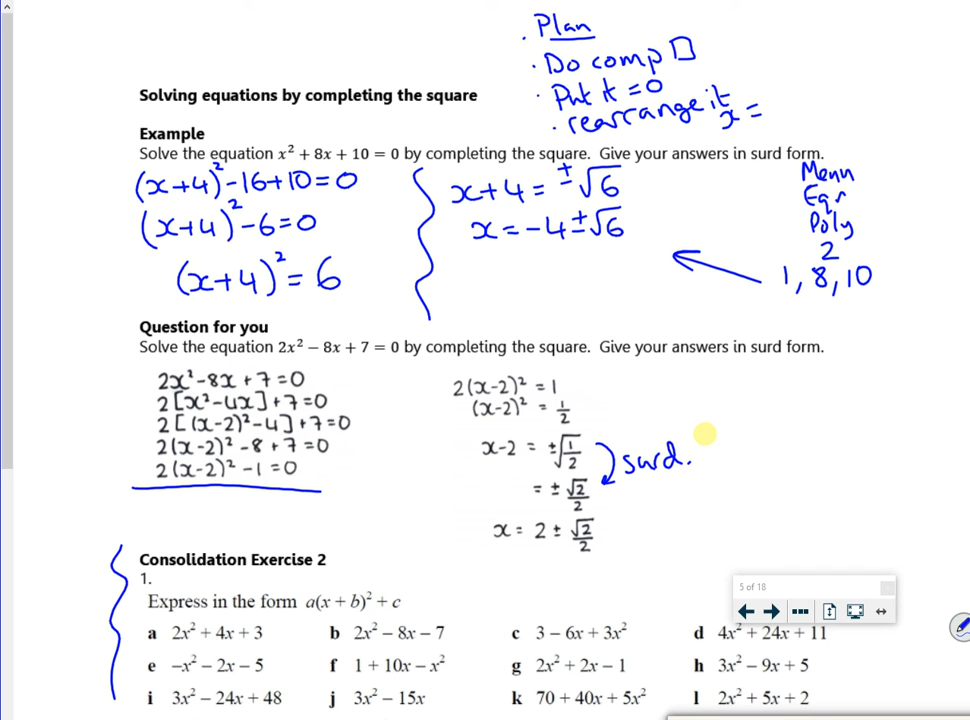 . Plan
· Do comp □
· Put it = 0
· rearrange it x =
Solving equations by completing the square
Example
Solve the equation x² + 8x + 10 = 0 by completing the square. Give your answers in surd form.
(x+4)² -16+10=0
(x+4)² -6=0
(x+4)² = 6
x+4 = ±√6
x = -4 ±√6
Menu
Eqn
Poly
2
1, 8, 10
Question for you
Solve the equation 2x² − 8x + 7 = 0 by completing the square. Give your answers in surd form.
2x²-8x+7=0
2[x²-4x]+7=0
2[(x-2)²-4]+7=0
2(x-2)²-8+7=0
2(x-2)²-1=0
2(x-2)² = 1
(x-2)² = 1/2
x-2 = ±√(1/2)
= ± √2/2
x = 2 ± √2/2
surd.
Consolidation Exercise 2
1.
Express in the form a(x + b)² + c
a 2x² + 4x + 3 b 2x² − 8x − 7 c 3 − 6x + 3x² d 4x² + 24x + 11
e −x² − 2x − 5 f 1 + 10x − x² g 2x² + 2x − 1 h 3x² − 9x + 5
i 3x² − 24x + 48 j 3x² − 15x k 70 + 40x + 5x² l 2x² + 5x + 2
5 of 18